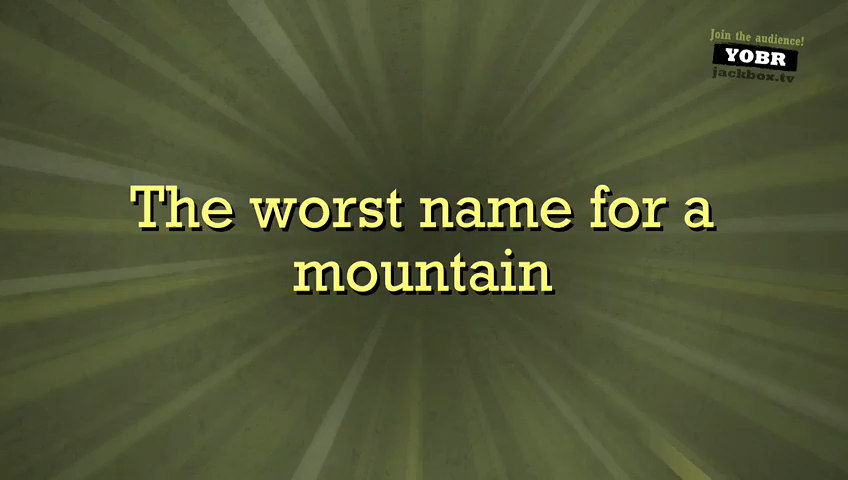 Join the audience!
YOBR
jackbox.tv
The worst name for a
mountain